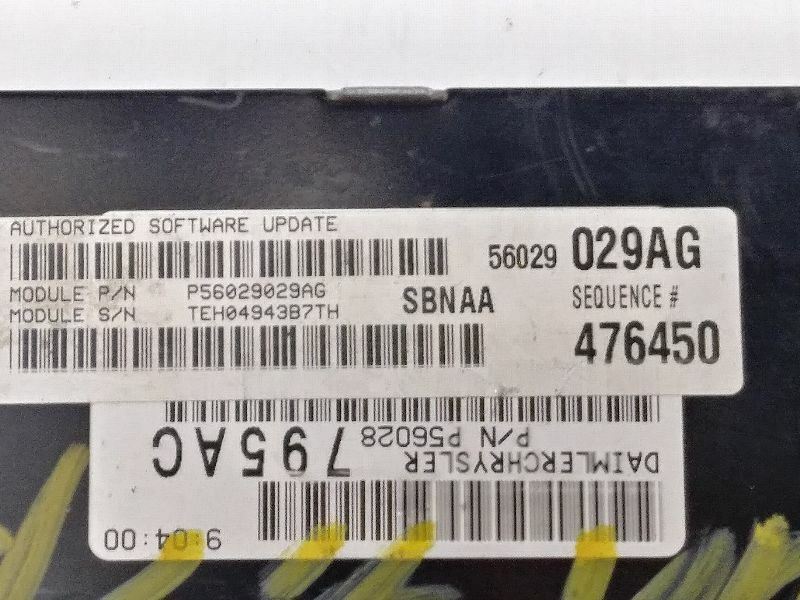 AUTHORIZED SOFTWARE UPDATE
56029 029AG
MODULE P/N P56029029AG
MODULE S/N TEH04943B7TH
SBNAA
SEQUENCE #
476450
DAIMLERCHRYSLER
P/N P56028 795AC
9:04:00